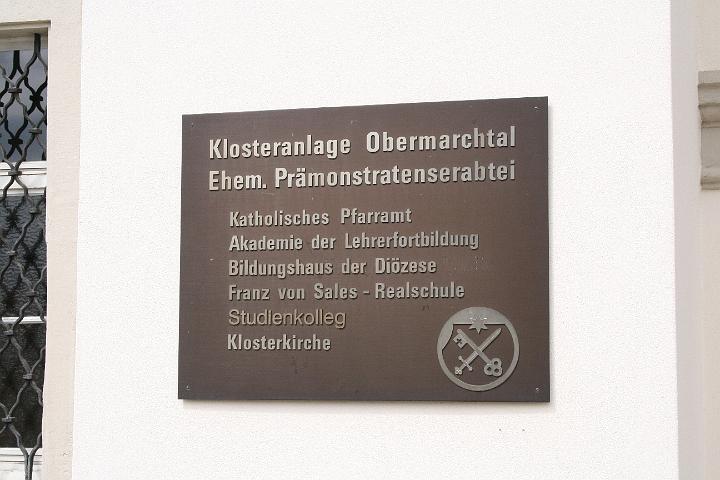 Klosteranlage Obermarchtal
Ehem. Prämonstratenserabtei
Katholisches Pfarramt
Akademie der Lehrerfortbildung
Bildungshaus der Diözese
Franz von Sales - Realschule
Studienkolleg
Klosterkirche